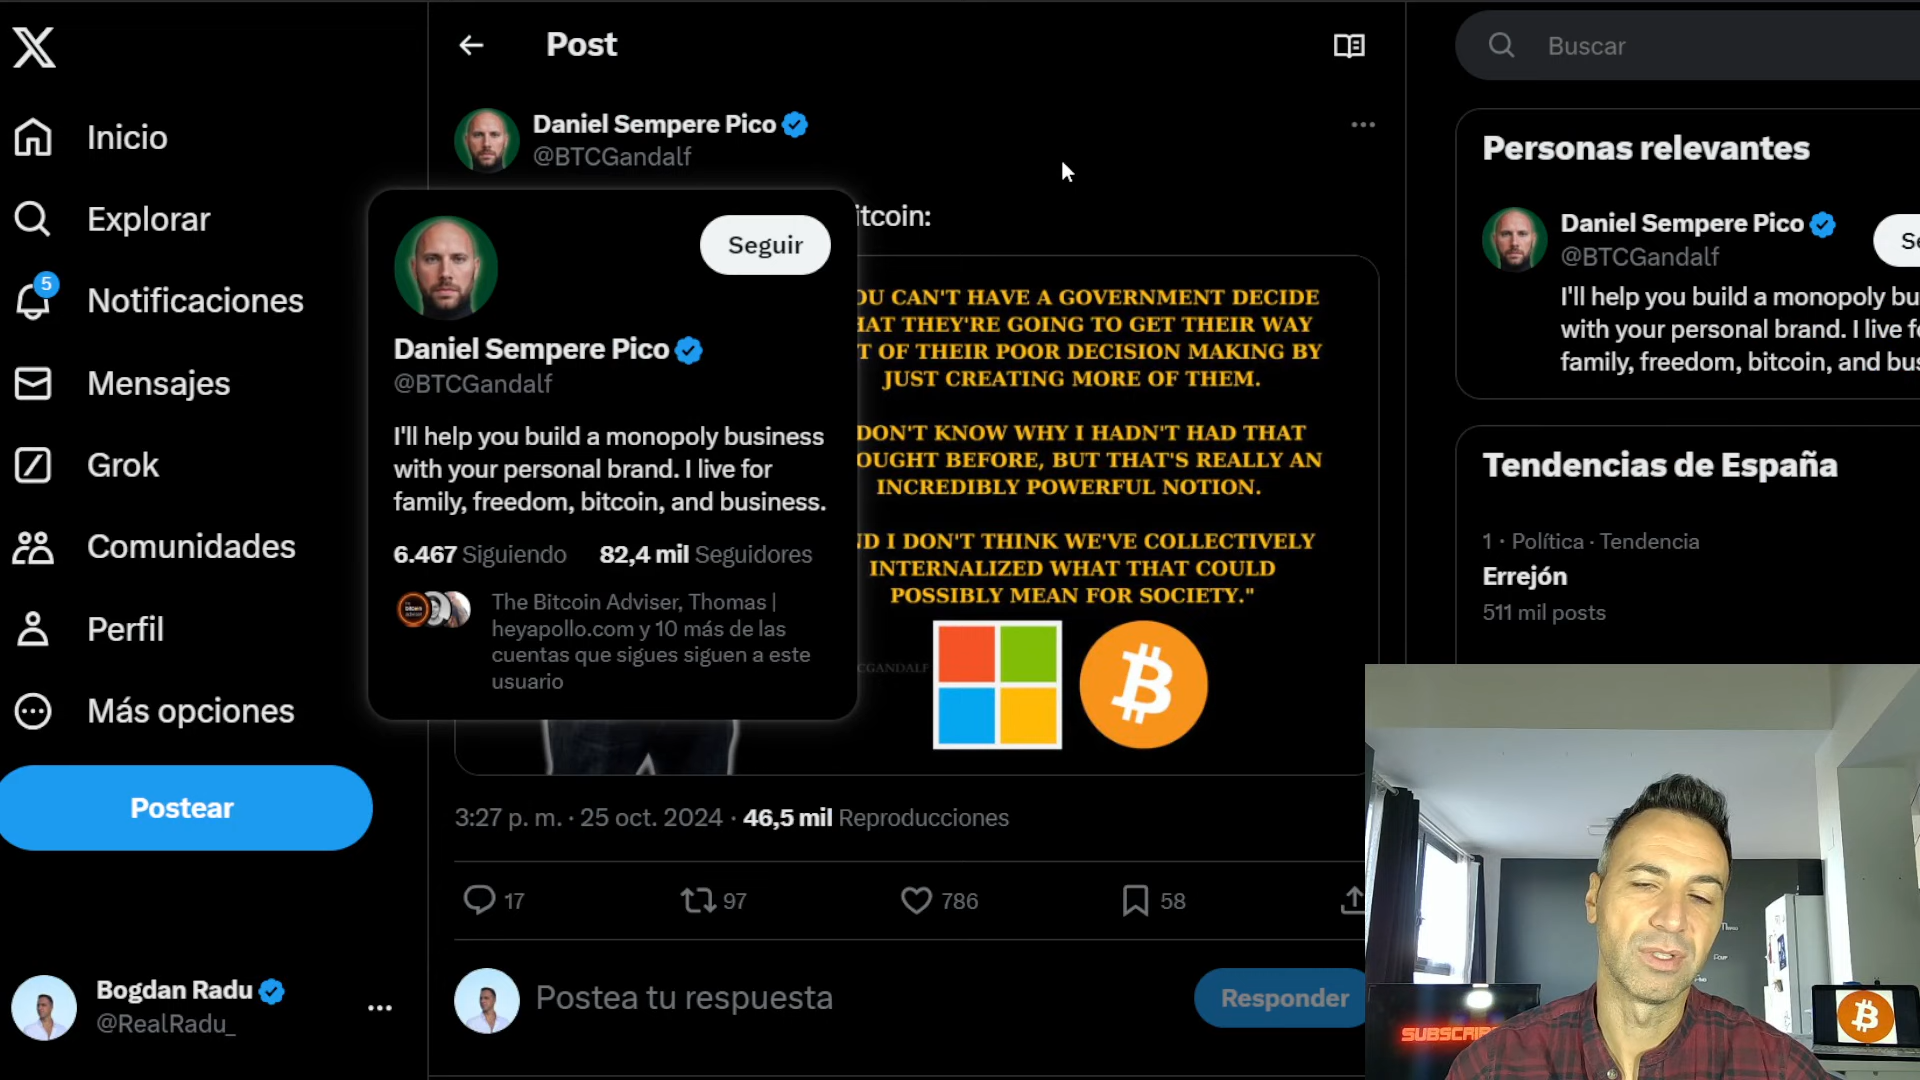 Inicio
Explorar
5
Notificaciones
Mensajes
Grok
Comunidades
Perfil
Más opciones
Postear
Bogdan Radu
@RealRadu_
Post
Daniel Sempere Pico
@BTCGandalf
itcoin:
Seguir
Daniel Sempere Pico
@BTCGandalf
I'll help you build a monopoly business
with your personal brand. I live for
family, freedom, bitcoin, and business.
6.467 Siguiendo 82,4 mil Seguidores
The Bitcoin Adviser, Thomas |
heyapollo.com y 10 más de las
cuentas que sigues siguen a este
usuario
OU CAN'T HAVE A GOVERNMENT DECIDE
HAT THEY'RE GOING TO GET THEIR WAY
T OF THEIR POOR DECISION MAKING BY
JUST CREATING MORE OF THEM.
DON'T KNOW WHY I HADN'T HAD THAT
OUGHT BEFORE, BUT THAT'S REALLY AN
INCREDIBLY POWERFUL NOTION.
ND I DON'T THINK WE'VE COLLECTIVELY
INTERNALIZED WHAT THAT COULD
POSSIBLY MEAN FOR SOCIETY."
CGANDALF
3:27 p. m. · 25 oct. 2024 · 46,5 mil Reproducciones
17 97 786 58
Postea tu respuesta
Responder
Buscar
Personas relevantes
Daniel Sempere Pico
@BTCGandalf
Se
I'll help you build a monopoly bu
with your personal brand. I live f
family, freedom, bitcoin, and bus
Tendencias de España
1 · Política · Tendencia
Errejón
511 mil posts
SUBSCRIB